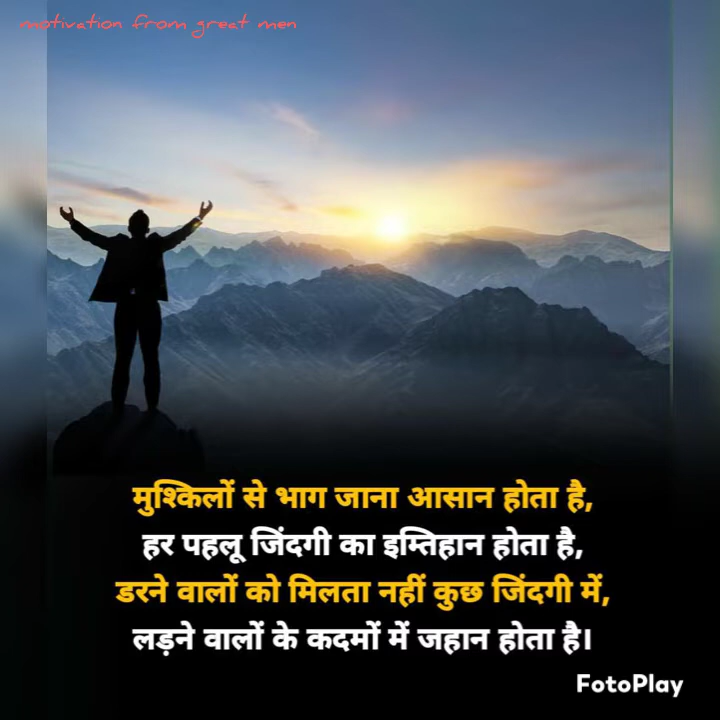 motivation from great men
मुश्किलों से भाग जाना आसान होता है,
हर पहलू जिंदगी का इम्तिहान होता है,
डरने वालों को मिलता नहीं कुछ जिंदगी में,
लड़ने वालों के कदमों में जहान होता है।
FotoPlay